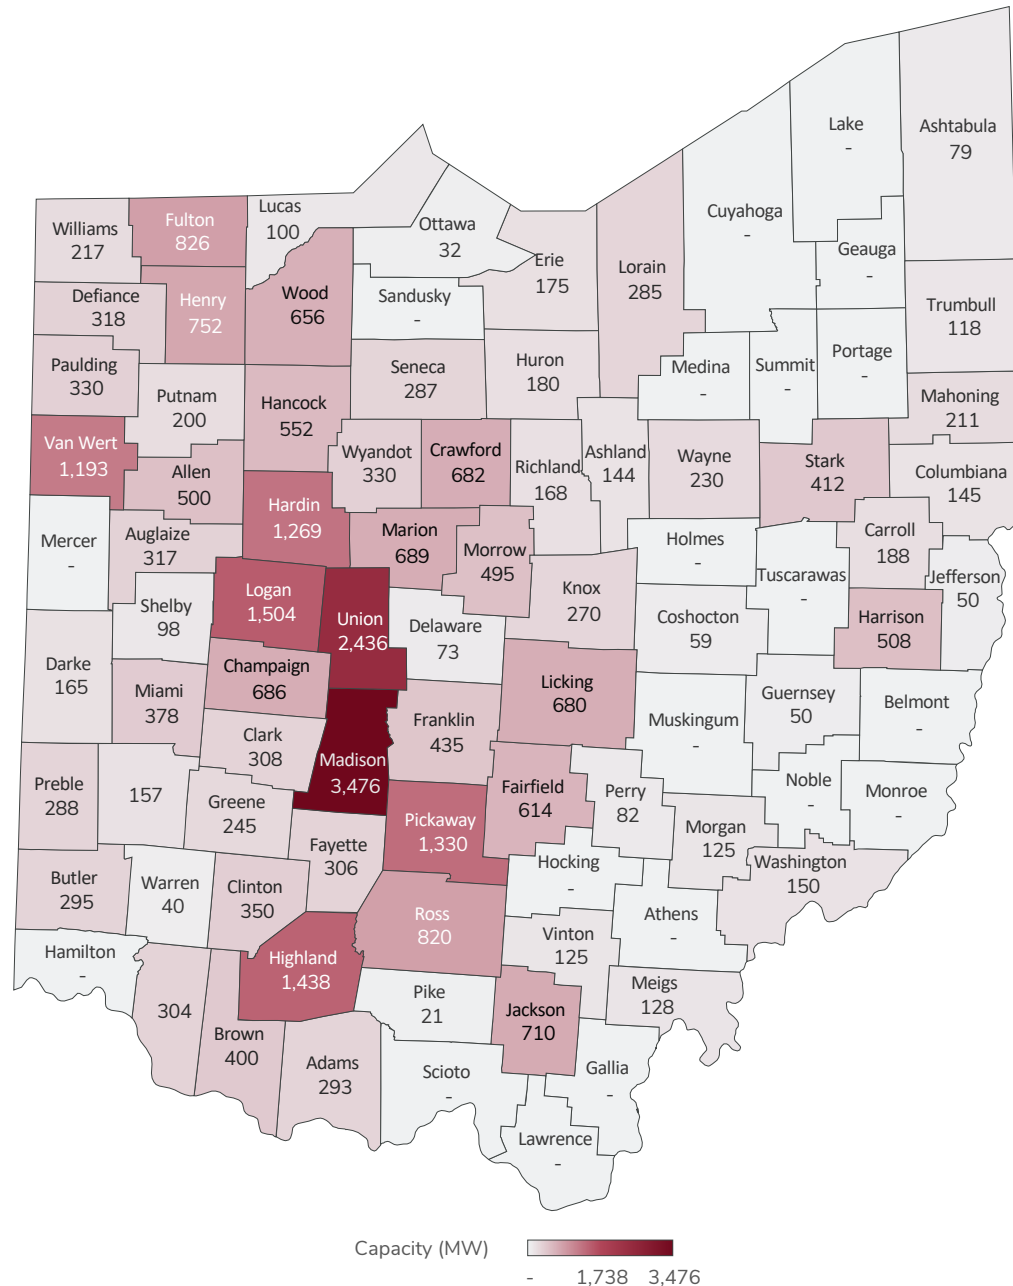 Lake
-
Ashtabula
79
Cuyahoga
-
Geauga
-
Williams
217
Fulton
826
Lucas
100
Ottawa
32
Erie
175
Lorain
285
Trumbull
118
Defiance
318
Henry
752
Wood
656
Sandusky
-
Paulding
330
Putnam
200
Hancock
552
Seneca
287
Huron
180
Medina
-
Summit
-
Portage
-
Mahoning
211
Van Wert
1,193
Allen
500
Wyandot
330
Crawford
682
Richland
168
Ashland
144
Wayne
230
Stark
412
Columbiana
145
Mercer
-
Auglaize
317
Hardin
1,269
Marion
689
Morrow
495
Holmes
-
Carroll
188
Shelby
98
Logan
1,504
Union
2,436
Delaware
73
Knox
270
Coshocton
59
Tuscarawas
-
Harrison
508
Jefferson
50
Darke
165
Miami
378
Champaign
686
Clark
308
Madison
3,476
Franklin
435
Licking
680
Muskingum
-
Guernsey
50
Belmont
-
Preble
288
157
Greene
245
Fayette
306
Pickaway
1,330
Fairfield
614
Perry
82
Morgan
125
Noble
-
Monroe
-
Butler
295
Warren
40
Clinton
350
Ross
820
Hocking
-
Athens
-
Washington
150
Hamilton
-
304
Highland
1,438
Vinton
125
Meigs
128
Brown
400
Adams
293
Pike
21
Jackson
710
Scioto
-
Gallia
-
Lawrence
-
Capacity (MW)
- 1,738 3,476